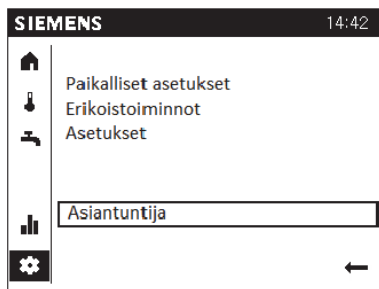 SIEMENS 14:42
Paikalliset asetukset
Erikoistoiminnot
Asetukset
Asiantuntija